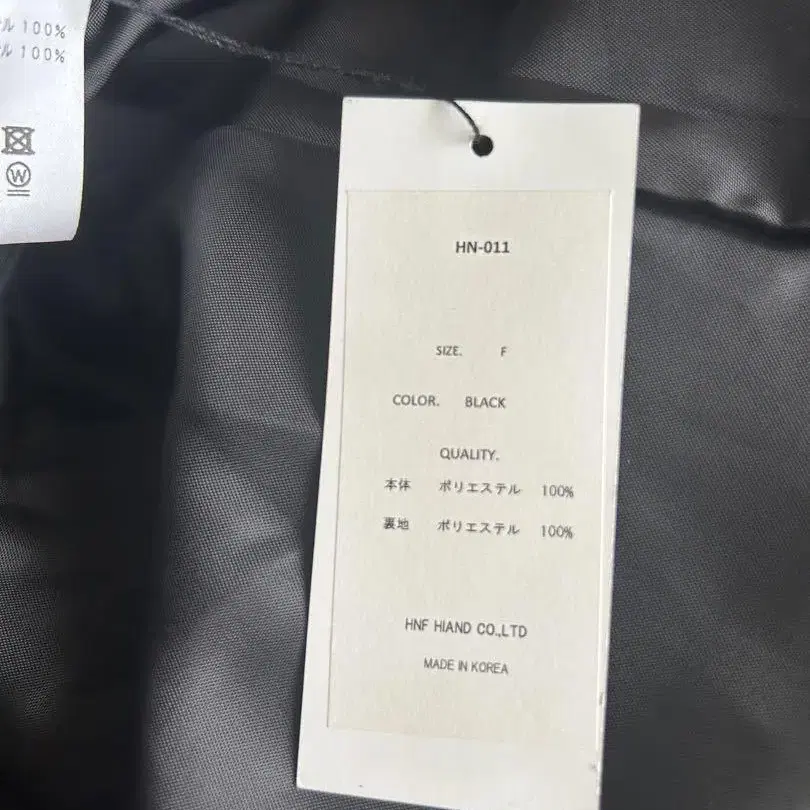 ル 100%
ル 100%
W
HN-011
SIZE. F
COLOR. BLACK
QUALITY.
本体 ポリエステル 100%
裏地 ポリエステル 100%
HNF HIAND CO.,LTD
MADE IN KOREA